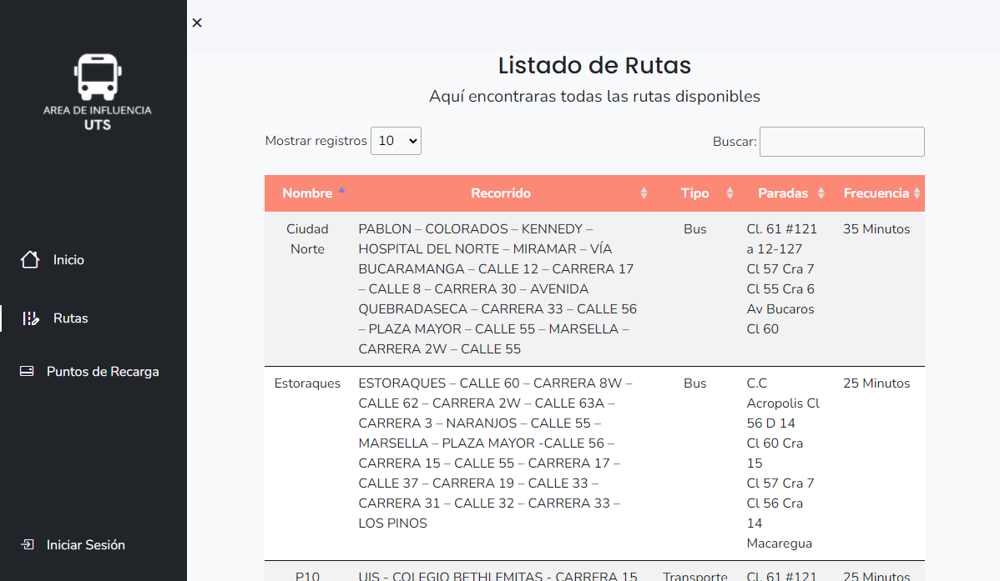 ×
AREA DE INFLUENCIA
UTS
Inicio
Rutas
Puntos de Recarga
Iniciar Sesión
Listado de Rutas
Aquí encontraras todas las rutas disponibles
Mostrar registros 10
Buscar:
Nombre Recorrido Tipo Paradas Frecuencia
Ciudad
Norte
PABLON – COLORADOS – KENNEDY –
HOSPITAL DEL NORTE – MIRAMAR – VÍA
BUCARAMANGA – CALLE 12 – CARRERA 17
– CALLE 8 – CARRERA 30 – AVENIDA
QUEBRADASECA – CARRERA 33 – CALLE 56
– PLAZA MAYOR – CALLE 55 – MARSELLA –
CARRERA 2W – CALLE 55
Bus
Cl. 61 #121
a 12-127
Cl 57 Cra 7
Cl 55 Cra 6
Av Bucaros
Cl 60
35 Minutos
Estoraques
ESTORAQUES – CALLE 60 – CARRERA 8W –
CALLE 62 – CARRERA 2W – CALLE 63A –
CARRERA 3 – NARANJOS – CALLE 55 –
MARSELLA – PLAZA MAYOR -CALLE 56 –
CARRERA 15 – CALLE 55 – CARRERA 17 –
CALLE 37 – CARRERA 19 – CALLE 33 –
CARRERA 31 – CALLE 32 – CARRERA 33 –
LOS PINOS
Bus
C.C
Acropolis Cl
56 D 14
Cl 60 Cra
15
Cl 57 Cra 7
Cl 56 Cra
14
Macaregua
25 Minutos
P10
UIS - COLEGIO BETHLEMITAS - CARRERA 15
Transporte
Cl. 61 #121
25 Minutos